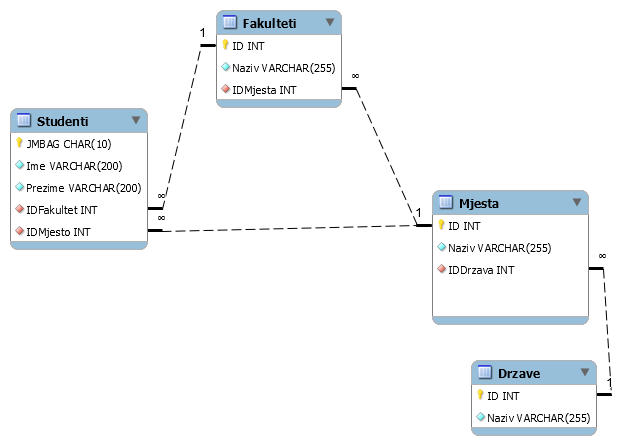 Fakulteti
ID INT
Naziv VARCHAR(255)
IDMjesta INT
1
∞
Studenti
JMBAG CHAR(10)
Ime VARCHAR(200)
Prezime VARCHAR(200)
IDFakultet INT
IDMjesto INT
∞
∞
1
Mjesta
ID INT
Naziv VARCHAR(255)
IDDrzava INT
∞
1
Drzave
ID INT
Naziv VARCHAR(255)